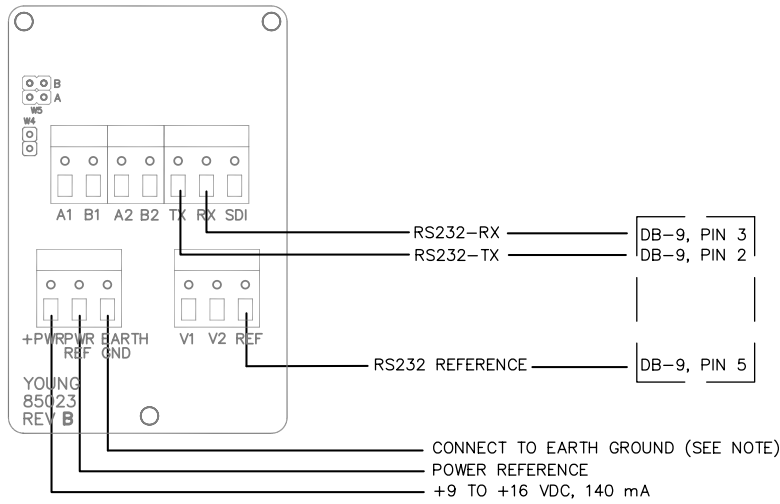 B
A
W5
W4
A1 B1 A2 B2 TX RX SDI
RS232-RX DB-9, PIN 3
RS232-TX DB-9, PIN 2
+PWR PWR REF EARTH GND
V1 V2 REF
RS232 REFERENCE DB-9, PIN 5
YOUNG
85023
REV B
CONNECT TO EARTH GROUND (SEE NOTE)
POWER REFERENCE
+9 TO +16 VDC, 140 mA